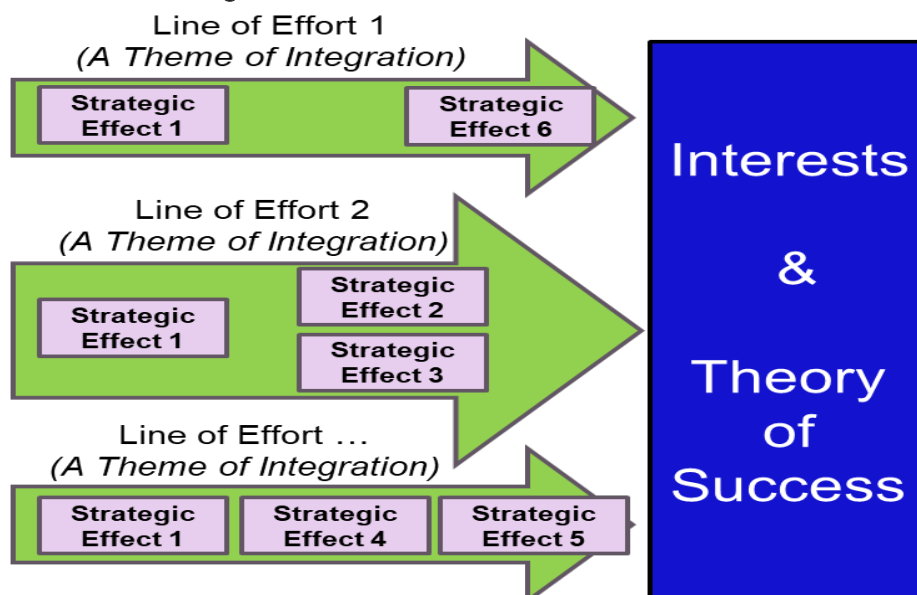 Line of Effort 1
(A Theme of Integration)
Strategic
Effect 1
Strategic
Effect 6
Line of Effort 2
(A Theme of Integration)
Strategic
Effect 1
Strategic
Effect 2
Strategic
Effect 3
Line of Effort …
(A Theme of Integration)
Strategic
Effect 1
Strategic
Effect 4
Strategic
Effect 5
Interests
&
Theory
of
Success